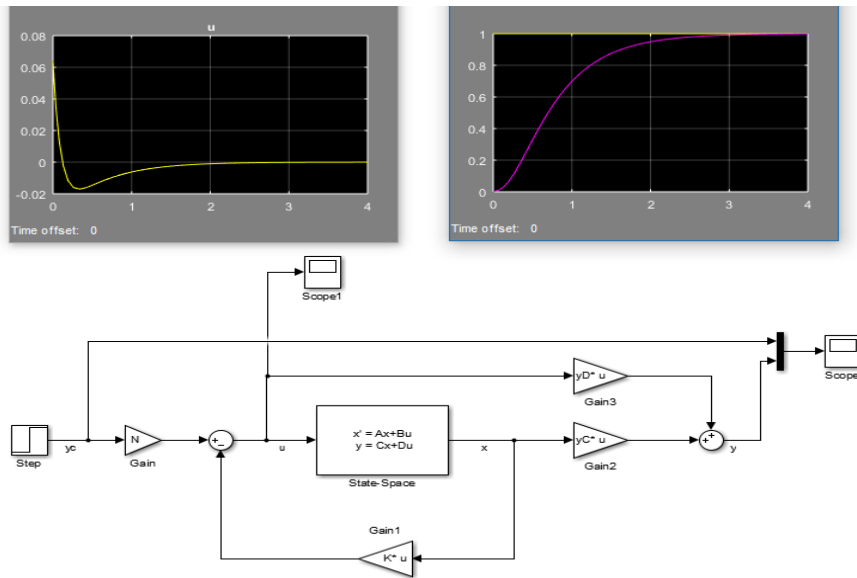 u
0.08
0.06
0.04
0.02
0
-0.02
0
1
2
3
4
Time offset: 0
1
0.8
0.6
0.4
0.2
0
0
1
2
3
4
Time offset: 0
Scope1
Scope
yD* u
Gain3
Step
yc
N
Gain
u
x' = Ax+Bu
y = Cx+Du
State-Space
x
yC* u
Gain2
y
Gain1
K* u